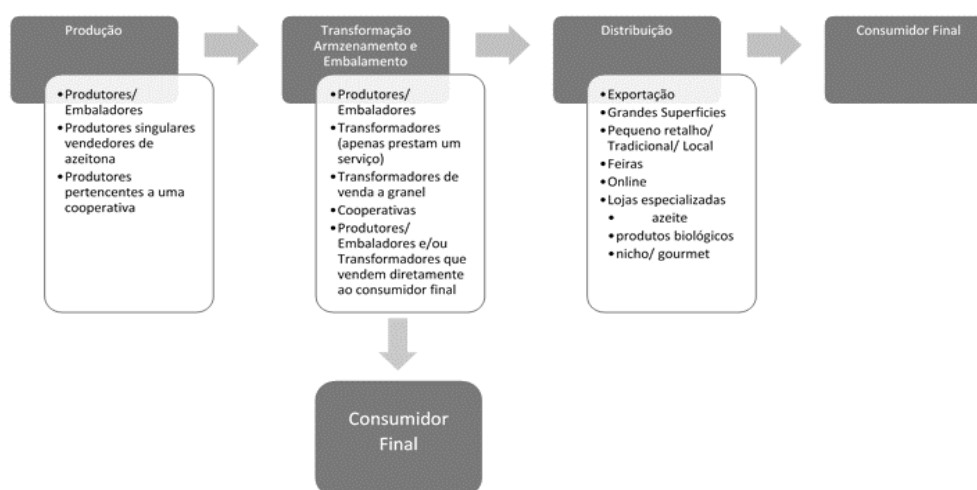 Produção
• Produtores/
Embaladores
• Produtores singulares
vendedores de
azeitona
• Produtores
pertencentes a uma
cooperativa
Transformação
Armzenamento e
Embalamento
• Produtores/
Embaladores
• Transformadores
(apenas prestam um
serviço)
• Transformadores de
venda a granel
• Cooperativas
• Produtores/
Embaladores e/ou
Transformadores que
vendem diretamente
ao consumidor final
Distribuição
• Exportação
• Grandes Superficies
• Pequeno retalho/
Tradicional/ Local
• Feiras
• Online
• Lojas especializadas
• azeite
• produtos biológicos
• nicho/ gourmet
Consumidor Final
Consumidor
Final